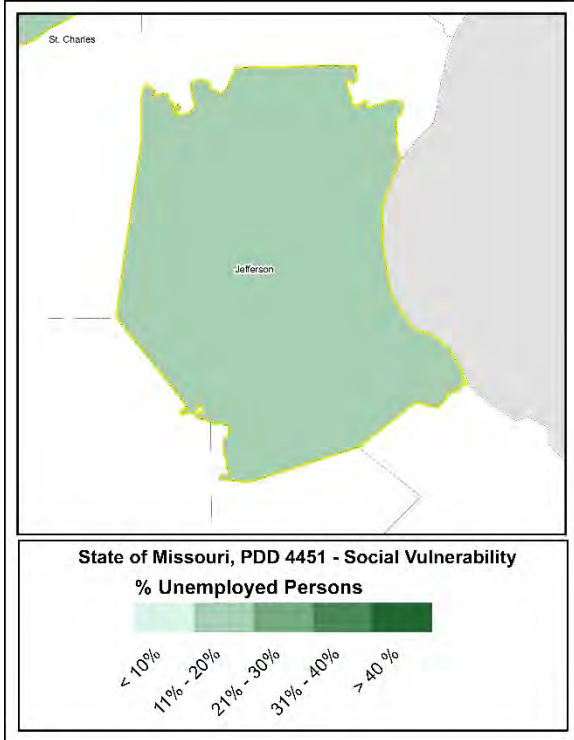 St. Charles
Jefferson
State of Missouri, PDD 4451 - Social Vulnerability
% Unemployed Persons
< 10%
11% - 20%
21% - 30%
31% - 40%
> 40 %